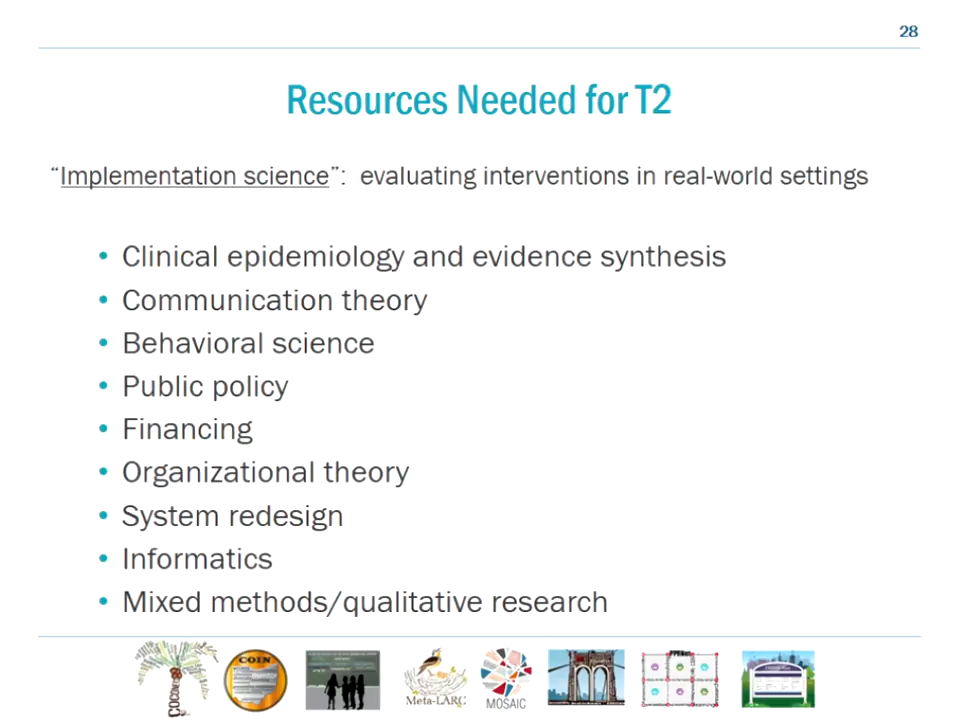 28
Resources Needed for T2
“Implementation science”:  evaluating interventions in real-world settings
• Clinical epidemiology and evidence synthesis
• Communication theory
• Behavioral science
• Public policy
• Financing
• Organizational theory
• System redesign
• Informatics
• Mixed methods/qualitative research
COIN
Meta-LARC
MOSAIC